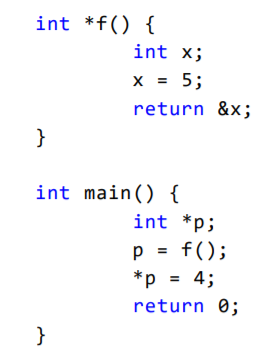 int *f() {
        int x;
        x = 5;
        return &x;
}

int main() {
        int *p;
        p = f();
        *p = 4;
        return 0;
}